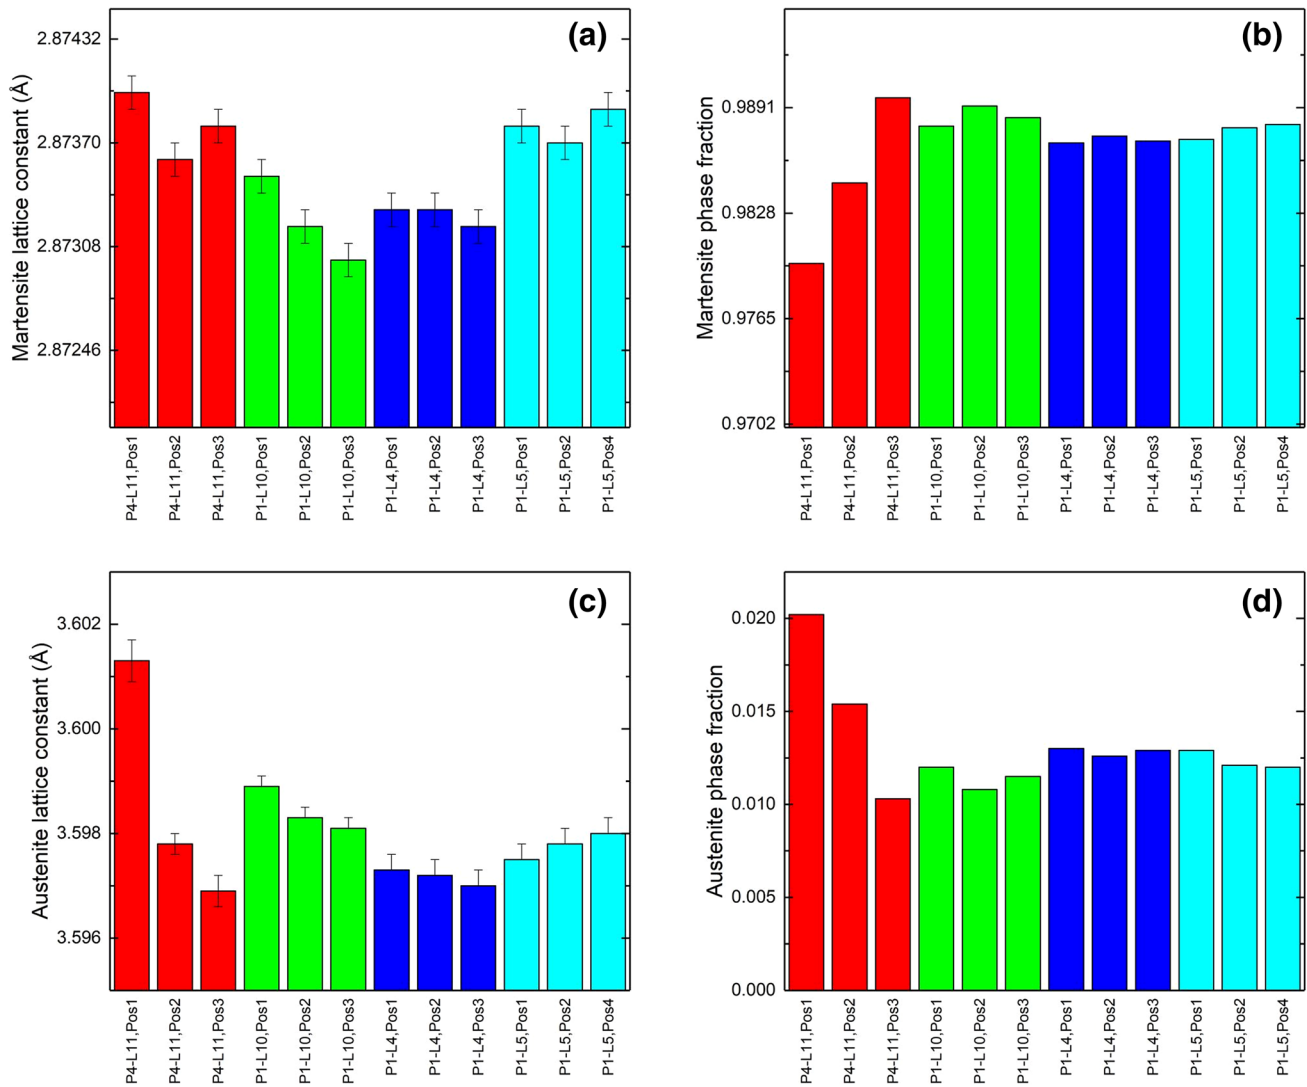 (a)
Martensite lattice constant (Å)
2.87432
2.87370
2.87308
2.87246
P4-L11,Pos1
P4-L11,Pos2
P4-L11,Pos3
P1-L10,Pos1
P1-L10,Pos2
P1-L10,Pos3
P1-L4,Pos1
P1-L4,Pos2
P1-L4,Pos3
P1-L5,Pos1
P1-L5,Pos2
P1-L5,Pos4
(b)
Martensite phase fraction
0.9891
0.9828
0.9765
0.9702
P4-L11,Pos1
P4-L11,Pos2
P4-L11,Pos3
P1-L10,Pos1
P1-L10,Pos2
P1-L10,Pos3
P1-L4,Pos1
P1-L4,Pos2
P1-L4,Pos3
P1-L5,Pos1
P1-L5,Pos2
P1-L5,Pos4
(c)
Austenite lattice constant (Å)
3.602
3.600
3.598
3.596
P4-L11,Pos1
P4-L11,Pos2
P4-L11,Pos3
P1-L10,Pos1
P1-L10,Pos2
P1-L10,Pos3
P1-L4,Pos1
P1-L4,Pos2
P1-L4,Pos3
P1-L5,Pos1
P1-L5,Pos2
P1-L5,Pos4
(d)
Austenite phase fraction
0.020
0.015
0.010
0.005
0.000
P4-L11,Pos1
P4-L11,Pos2
P4-L11,Pos3
P1-L10,Pos1
P1-L10,Pos2
P1-L10,Pos3
P1-L4,Pos1
P1-L4,Pos2
P1-L4,Pos3
P1-L5,Pos1
P1-L5,Pos2
P1-L5,Pos4